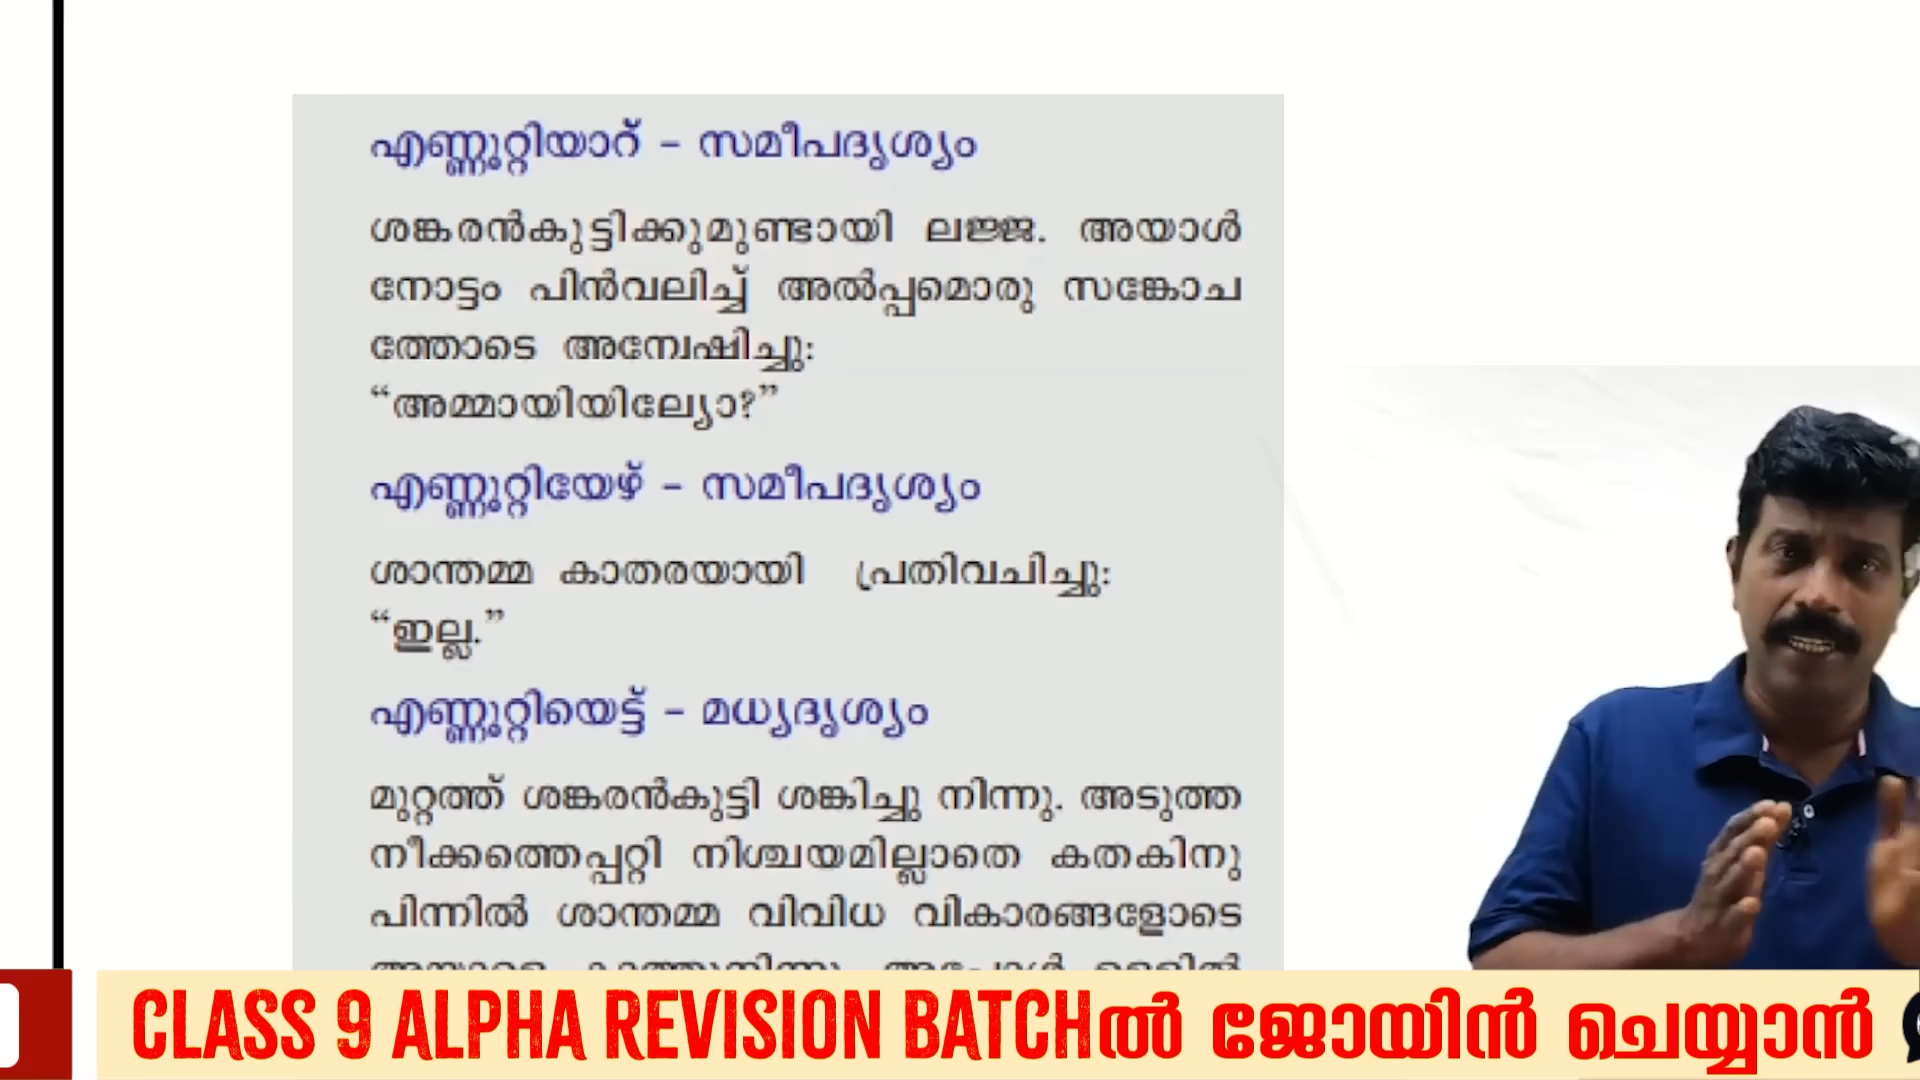 എണ്ണൂറ്റിയാറ് – സമീപദൃശ്യം
ശങ്കരൻകുട്ടിക്കുമുണ്ടായി ലജ്ജ. അയാൾ
നോട്ടം പിൻവലിച്ച് അൽപ്പമൊരു സങ്കോച
ത്തോടെ അന്വേഷിച്ചു:
“അമ്മായിയില്യോ?”
എണ്ണൂറ്റിയേഴ് – സമീപദൃശ്യം
ശാന്തമ്മ കാതരയായി പ്രതിവചിച്ചു:
“ഇല്ല.”
എണ്ണൂറ്റിയെട്ട് – മധ്യദൃശ്യം
മുറ്റത്ത് ശങ്കരൻകുട്ടി ശങ്കിച്ചു നിന്നു. അടുത്ത
നീക്കത്തെപ്പറ്റി നിശ്ചയമില്ലാതെ കതകിനു
പിന്നിൽ ശാന്തമ്മ വിവിധ വികാരങ്ങളോടെ
CLASS 9 ALPHA REVISION BATCHൽ ജോയിൻ ചെയ്യാൻ